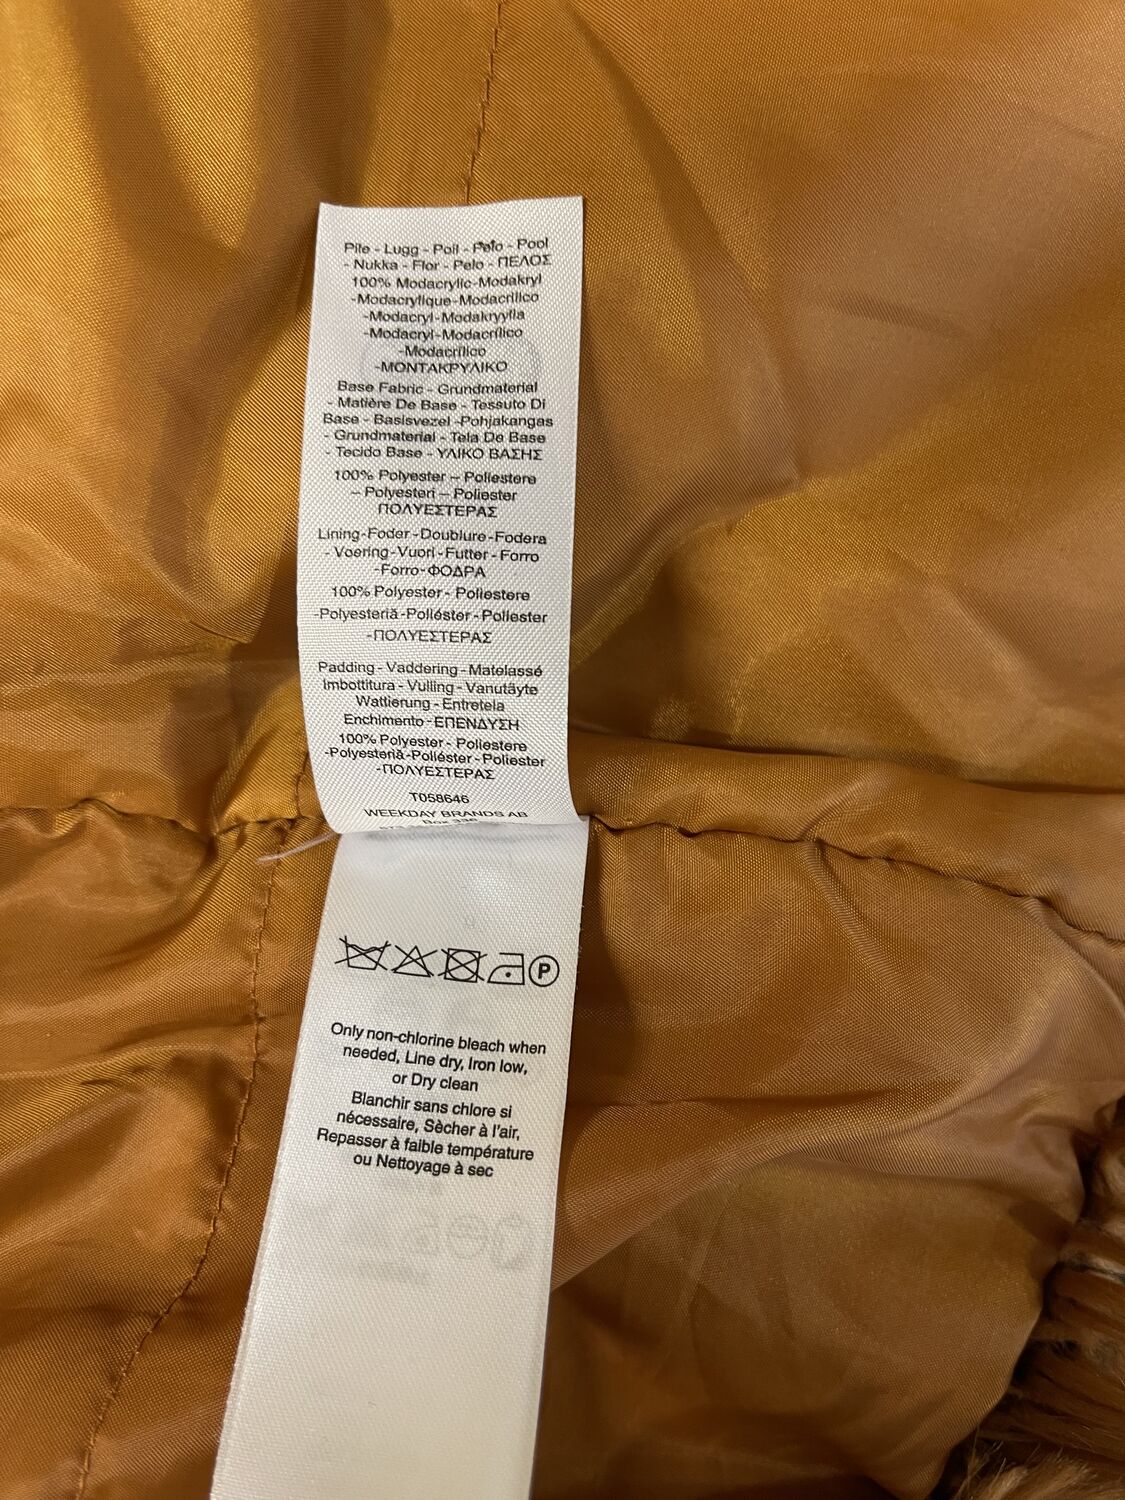 Pile - Lugg - Poil - Pelo - Pool
- Nukka - Flor - Pelo - ΠΕΛΟΣ
100% Modacrylic-Modakryl
-Modacrylique-Modacrilico
-Modacryl-Modakryylla
-Modacryl-Modacrílico
-Modacrílico
-ΜΟΝΤΑΚΡΥΛΙΚΟ
Base Fabric - Grundmaterial
- Matière De Base - Tessuto Di
Base - Basisvezel -Pohjakangas
- Grundmaterial - Tela De Base
- Tecido Base - ΥΛΙΚΟ ΒΑΣΗΣ
100% Polyester – Poliestere
– Polyesteri – Poliester
ΠΟΛΥΕΣΤΕΡΑΣ
Lining-Foder-Doublure-Fodera
- Voering-Vuori-Futter-Forro
-Forro-ΦΟΔΡΑ
100% Polyester- Poliestere
-Polyesteriä-Poliéster-Poliester
-ΠΟΛΥΕΣΤΕΡΑΣ
Padding-Vaddering-Matelassé
Imbottitura-Vulling-Vanutäyte
Wattierung-Entretela
Enchimento-ΕΠΕΝΔΥΣΗ
100% Polyester- Poliestere
-Polyesteriä-Poliéster-Poliester
-ΠΟΛΥΕΣΤΕΡΑΣ
T058646
WEEKDAY BRANDS AB
Box
P
Only non-chlorine bleach when
needed, Line dry, Iron low,
or Dry clean
Blanchir sans chlore si
nécessaire, Sècher à l'air,
Repasser à faible température
ou Nettoyage à sec